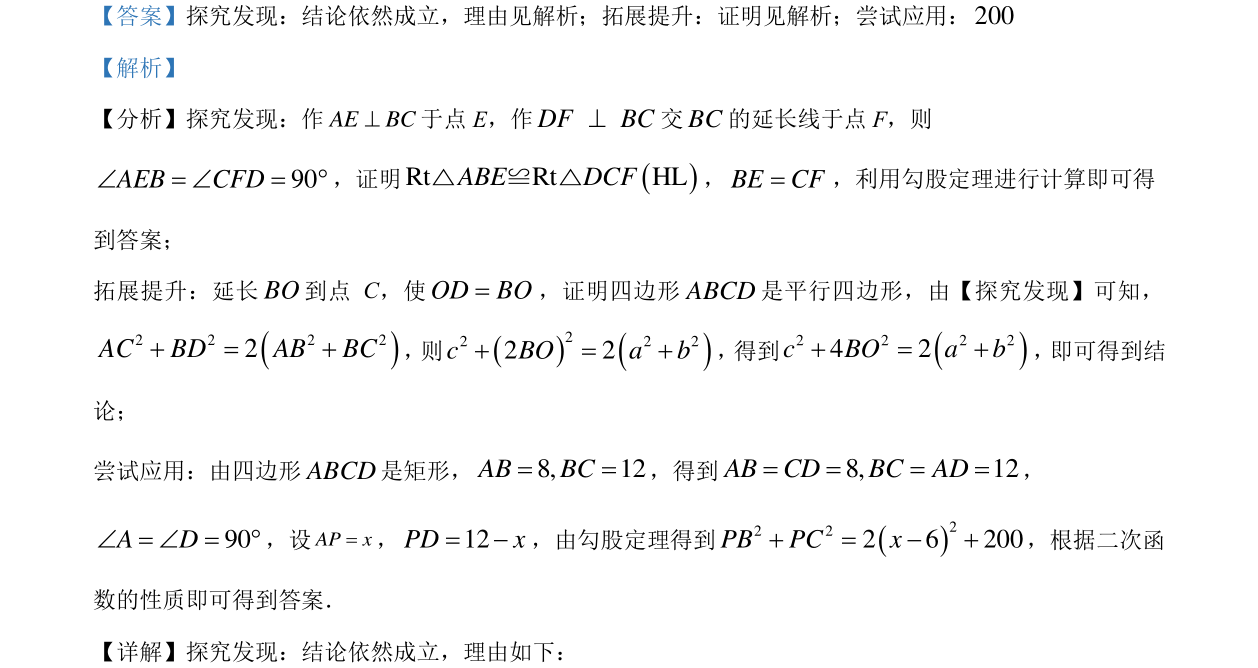 【答案】探究发现：结论依然成立，理由见解析；拓展提升：证明见解析；尝试应用：200
【解析】
【分析】探究发现：作 AE⊥BC 于点 E，作 DF ⊥ BC 交 BC 的延长线于点 F，则
∠AEB=∠CFD=90°，证明 Rt△ABE≌Rt△DCF(HL)，BE=CF，利用勾股定理进行计算即可得
到答案；
拓展提升：延长 BO 到点 C，使 OD=BO，证明四边形 ABCD 是平行四边形，由【探究发现】可知，
AC²+BD²=2(AB²+BC²)，则 c²+(2BO)²=2(a²+b²)，得到 c²+4BO²=2(a²+b²)，即可得到结
论；
尝试应用：由四边形 ABCD 是矩形，AB=8,BC=12，得到 AB=CD=8,BC=AD=12，
∠A=∠D=90°，设 AP=x，PD=12−x，由勾股定理得到 PB²+PC²=2(x−6)²+200，根据二次函
数的性质即可得到答案．
【详解】探究发现：结论依然成立，理由如下：